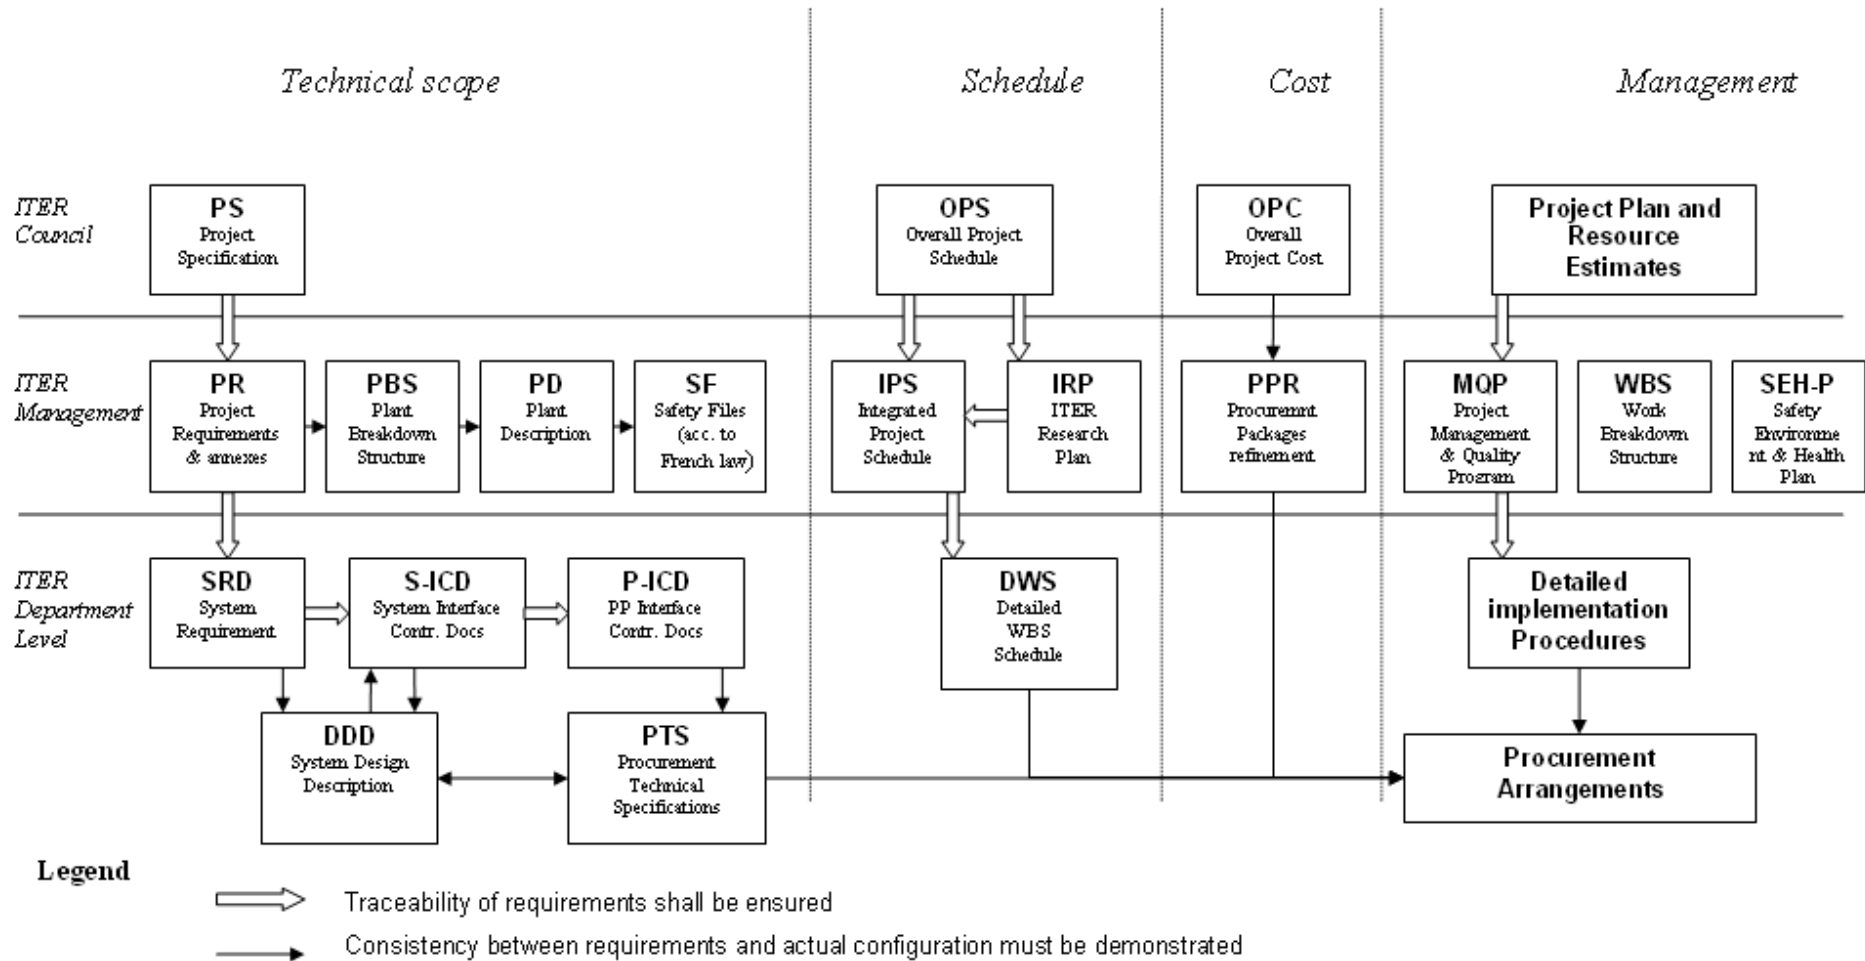 Technical scope
Schedule
Cost
Management
ITER
Council
PS
Project
Specification
OPS
Overall Project
Schedule
OPC
Overall
Project Cost
Project Plan and
Resource
Estimates
ITER
Management
PR
Project
Requirements
& annexes
PBS
Plant
Breakdown
Structure
PD
Plant
Description
SF
Safety Files
(acc. to
French law)
IPS
Integrated
Project
Schedule
IRP
ITER
Research
Plan
PPR
Procuremnt
Packages
refinement
MQP
Project
Management
& Quality
Program
WBS
Work
Breakdown
Structure
SEH-P
Safety
Environme
nt & Health
Plan
ITER
Department
Level
SRD
System
Requirement
S-ICD
System Interface
Contr. Docs
P-ICD
PP Interface
Contr. Docs
DWS
Detailed
WBS
Schedule
Detailed
implementation
Procedures
DDD
System Design
Description
PTS
Procurement
Technical
Specifications
Procurement
Arrangements
Legend
Traceability of requirements shall be ensured
Consistency between requirements and actual configuration must be demonstrated